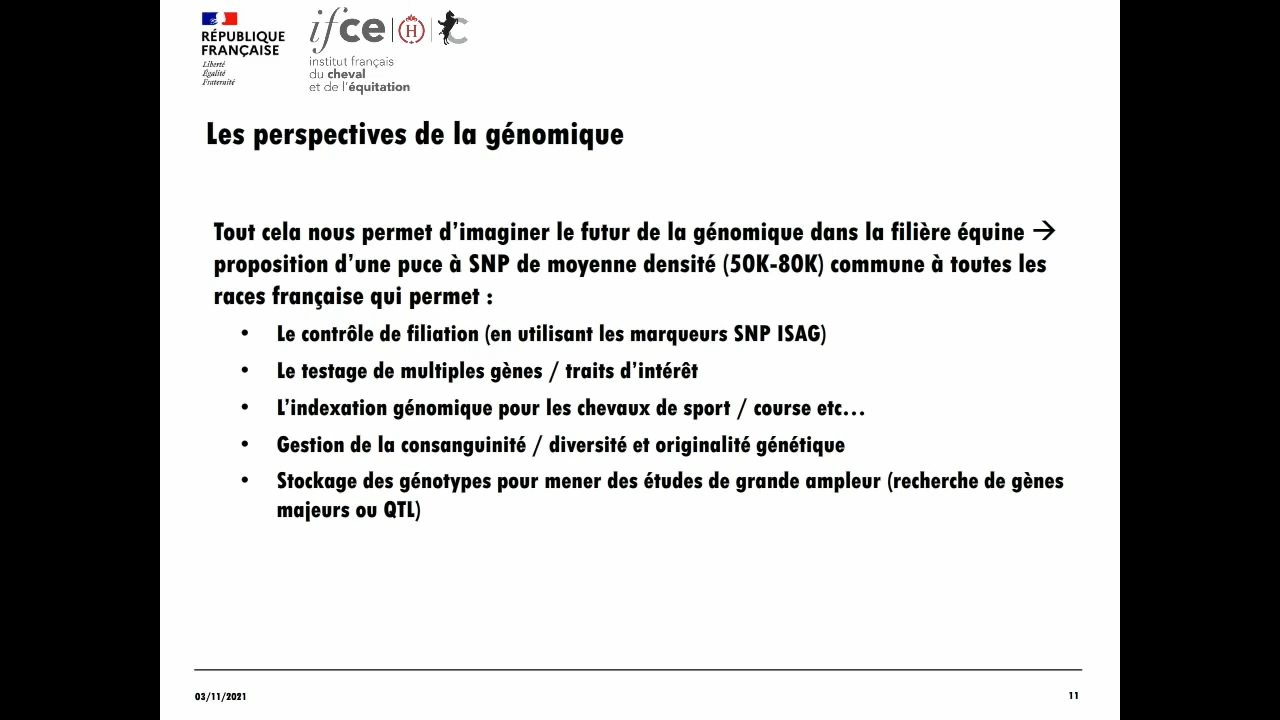 RÉPUBLIQUE
FRANÇAISE
Liberté
Égalité
Fraternité
ifce
H
C
institut français
du cheval
et de l'équitation
Les perspectives de la génomique
Tout cela nous permet d'imaginer le futur de la génomique dans la filière équine →
proposition d'une puce à SNP de moyenne densité (50K-80K) commune à toutes les
races française qui permet :
• Le contrôle de filiation (en utilisant les marqueurs SNP ISAG)
• Le testage de multiples gènes / traits d'intérêt
• L'indexation génomique pour les chevaux de sport / course etc…
• Gestion de la consanguinité / diversité et originalité génétique
• Stockage des génotypes pour mener des études de grande ampleur (recherche de gènes
majeurs ou QTL)
03/11/2021
11